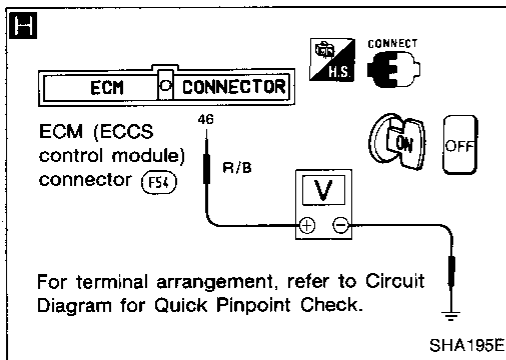 H
CONNECT
H.S.
ECM CONNECTOR
46
ECM (ECCS
control module)
connector F54
R/B
ON
OFF
V
+ −
For terminal arrangement, refer to Circuit
Diagram for Quick Pinpoint Check.
SHA195E